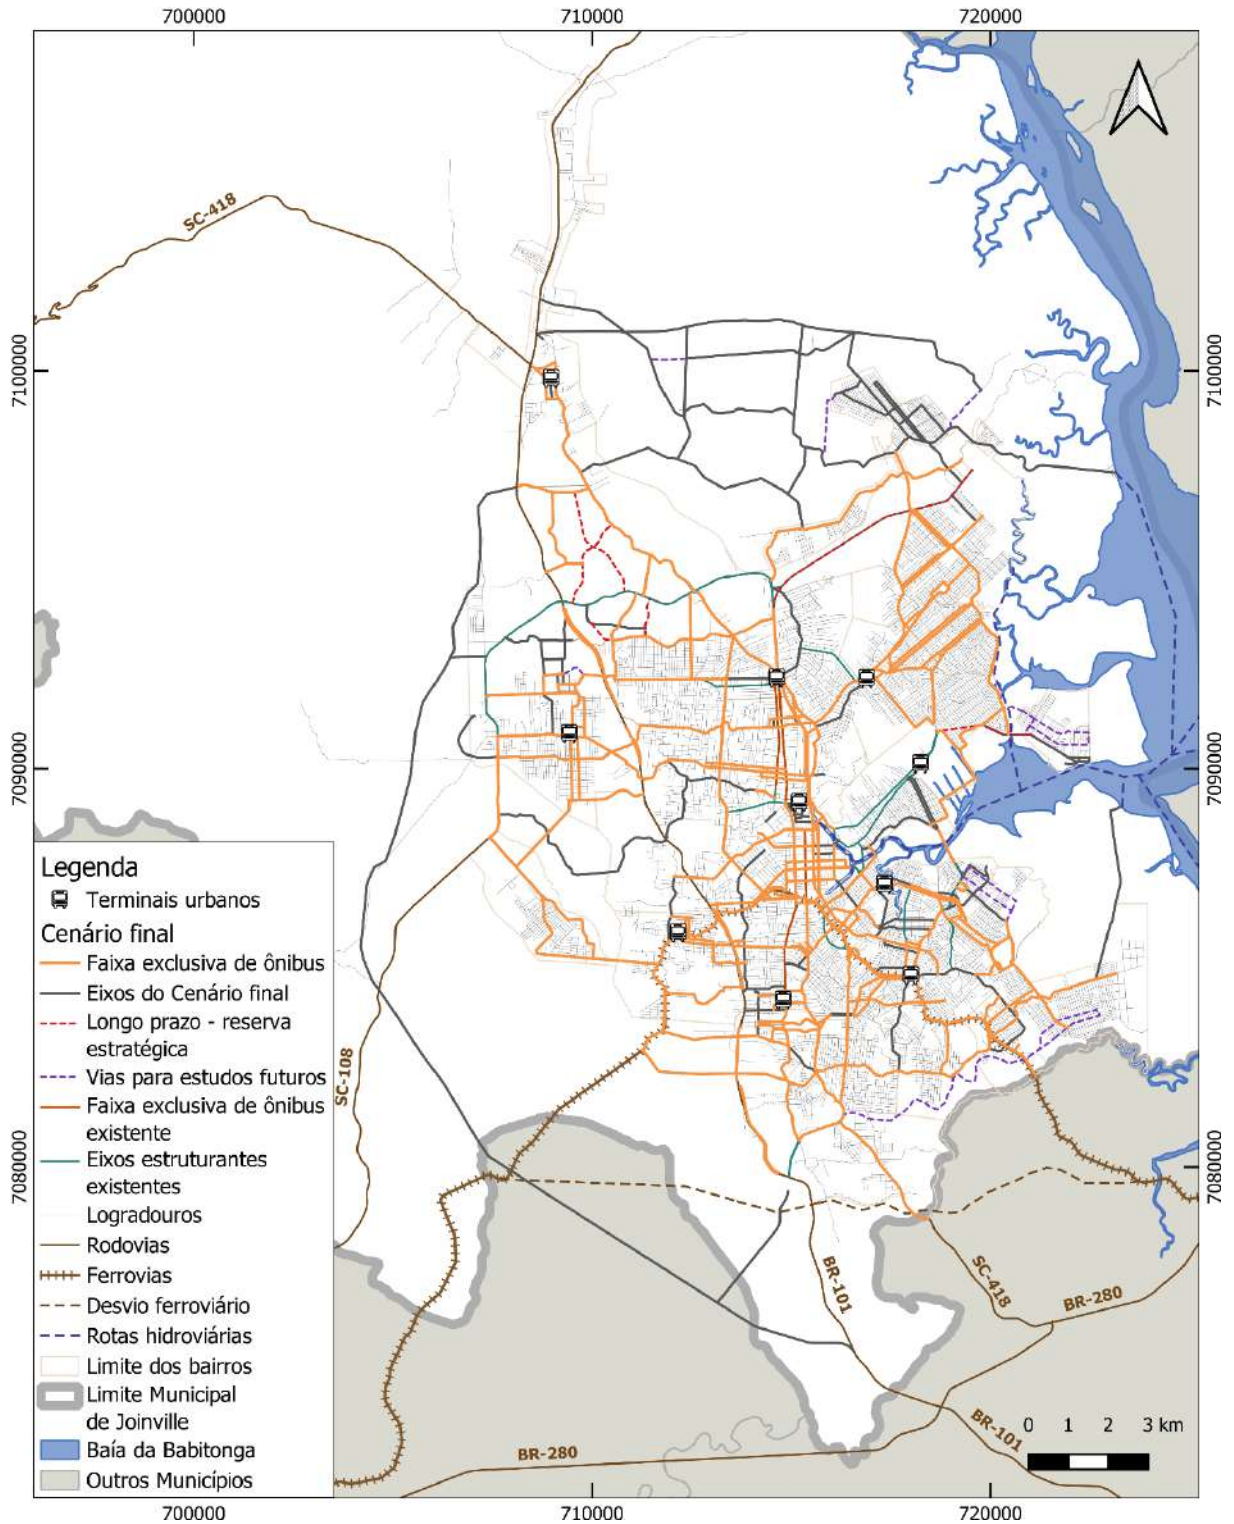 700000
710000
720000
SC-418
7100000
7100000
7090000
7090000
Legenda
Terminais urbanos
Cenário final
Faixa exclusiva de ônibus
Eixos do Cenário final
Longo prazo - reserva
estratégica
Vias para estudos futuros
Faixa exclusiva de ônibus
existente
Eixos estruturantes
existentes
Logradouros
Rodovias
Ferrovias
Desvio ferroviário
Rotas hidroviárias
Limite dos bairros
Limite Municipal
de Joinville
Baía da Babitonga
Outros Municípios
SC-108
7080000
7080000
BR-101
SC-418
BR-280
BR-101
BR-280
0 1 2 3 km
700000
710000
720000